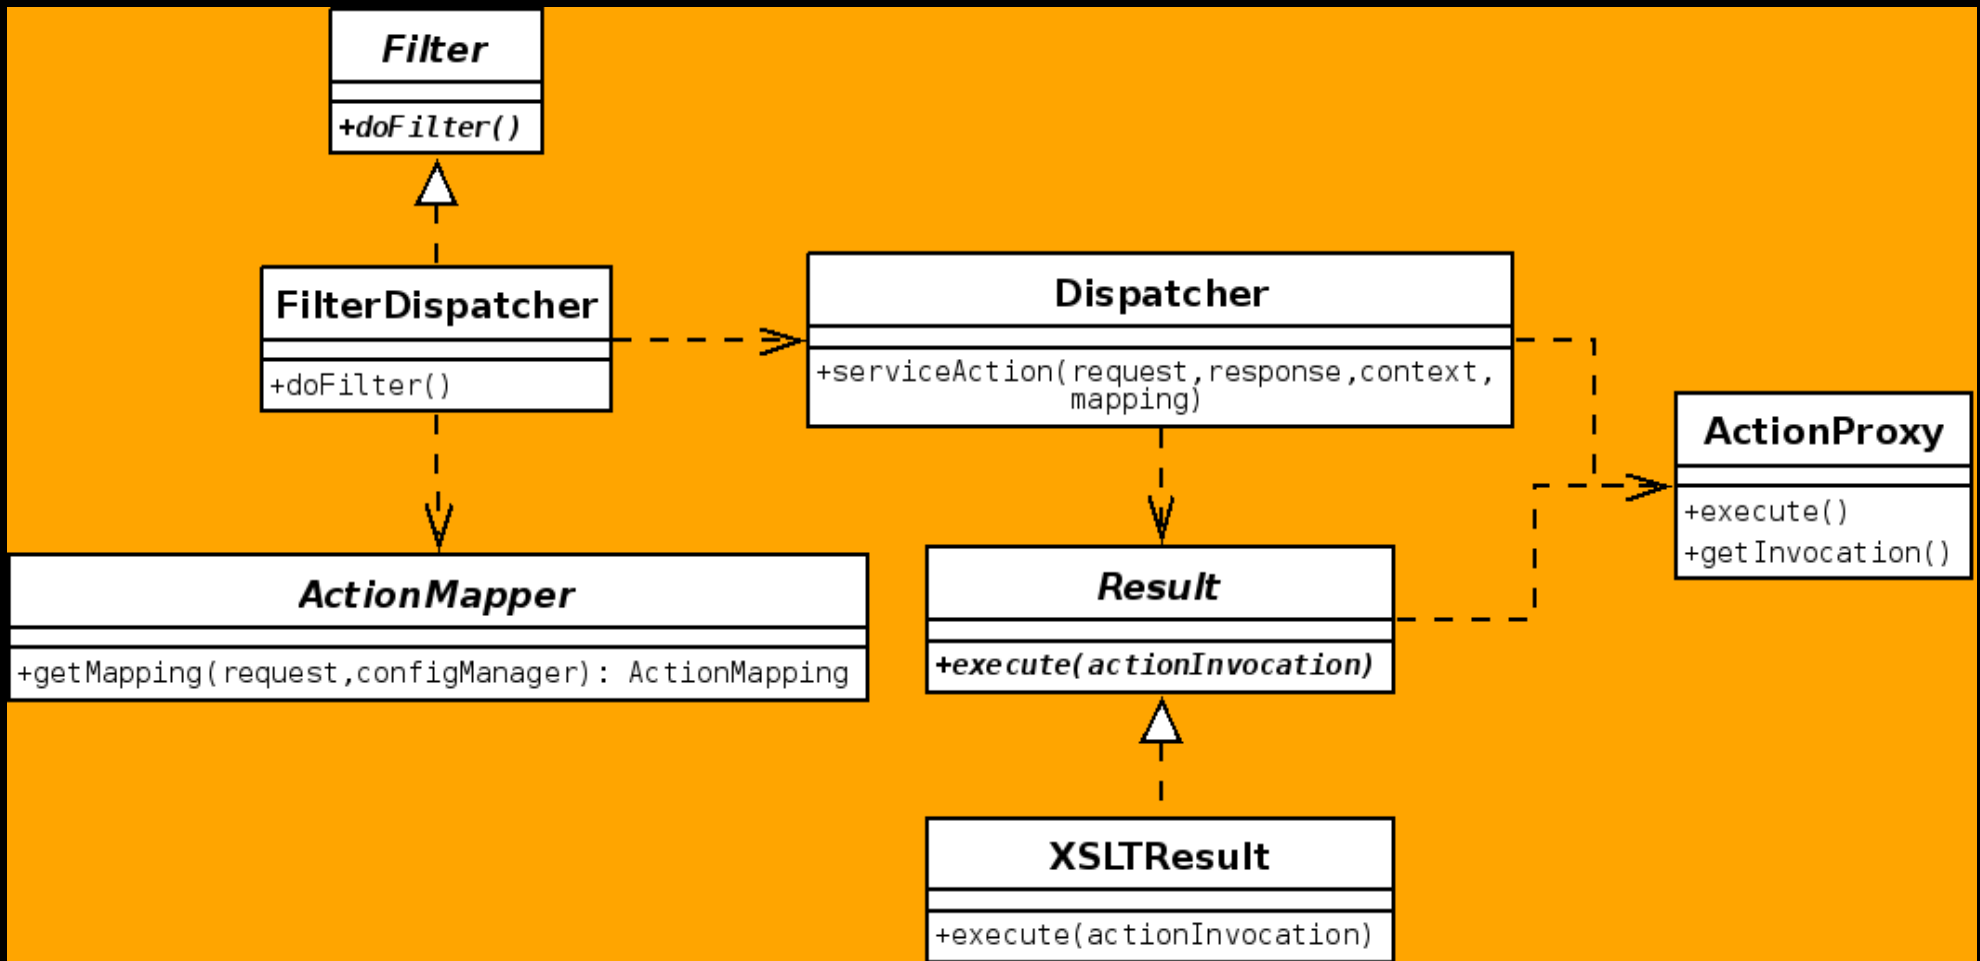 Filter
+doFilter()
FilterDispatcher
+doFilter()
Dispatcher
+serviceAction(request,response,context,
mapping)
ActionProxy
+execute()
+getInvocation()
ActionMapper
+getMapping(request,configManager): ActionMapping
Result
+execute(actionInvocation)
XSLTResult
+execute(actionInvocation)